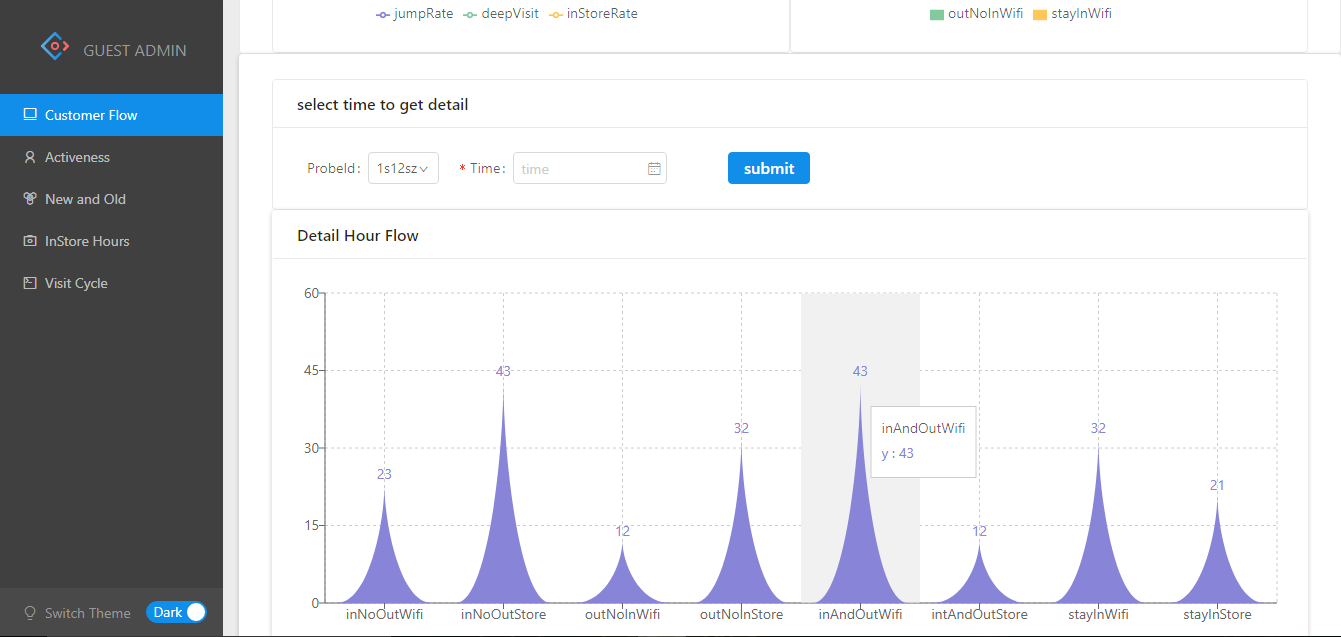 jumpRate deepVisit inStoreRate
outNoInWifi stayInWifi
GUEST ADMIN
Customer Flow
Activeness
New and Old
InStore Hours
Visit Cycle
Switch Theme Dark
select time to get detail
ProbeId: 1s12sz * Time: time submit
Detail Hour Flow
60
45
30
15
0
23
43
12
32
43
12
32
21
inAndOutWifi
y : 43
inNoOutWifi inNoOutStore outNoInWifi outNoInStore inAndOutWifi intAndOutStore stayInWifi stayInStore